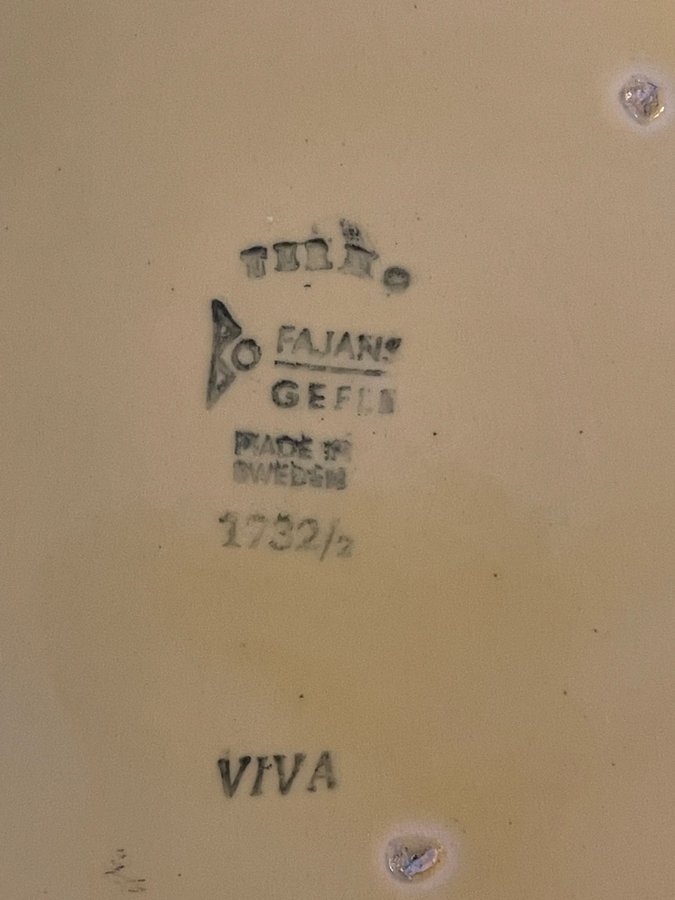 FAJANS
GEFLE
MADE IN
SWEDEN
1732/2
VIVA